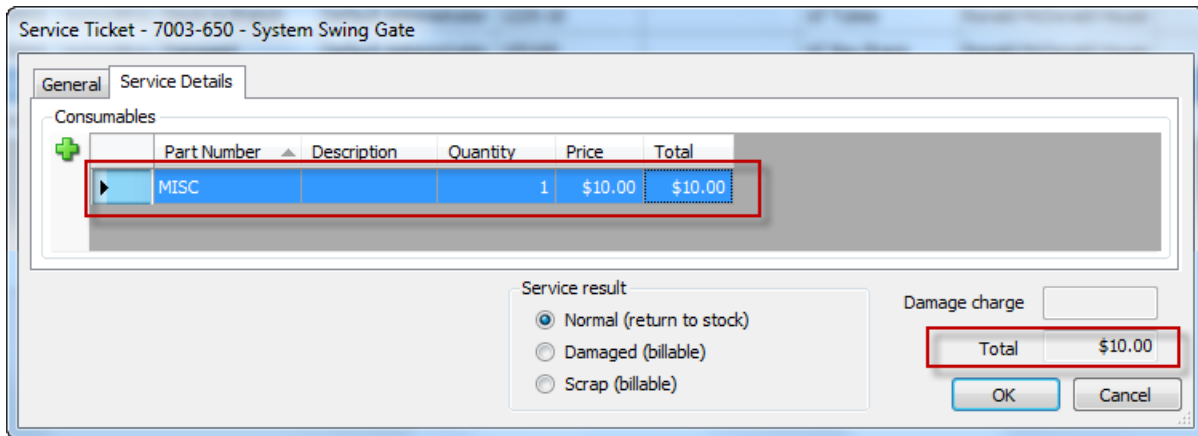 Service Ticket - 7003-650 - System Swing Gate
General Service Details
Consumables
Part Number Description Quantity Price Total
MISC 1 $10.00 $10.00
Service result
Normal (return to stock)
Damaged (billable)
Scrap (billable)
Damage charge
Total $10.00
OK Cancel